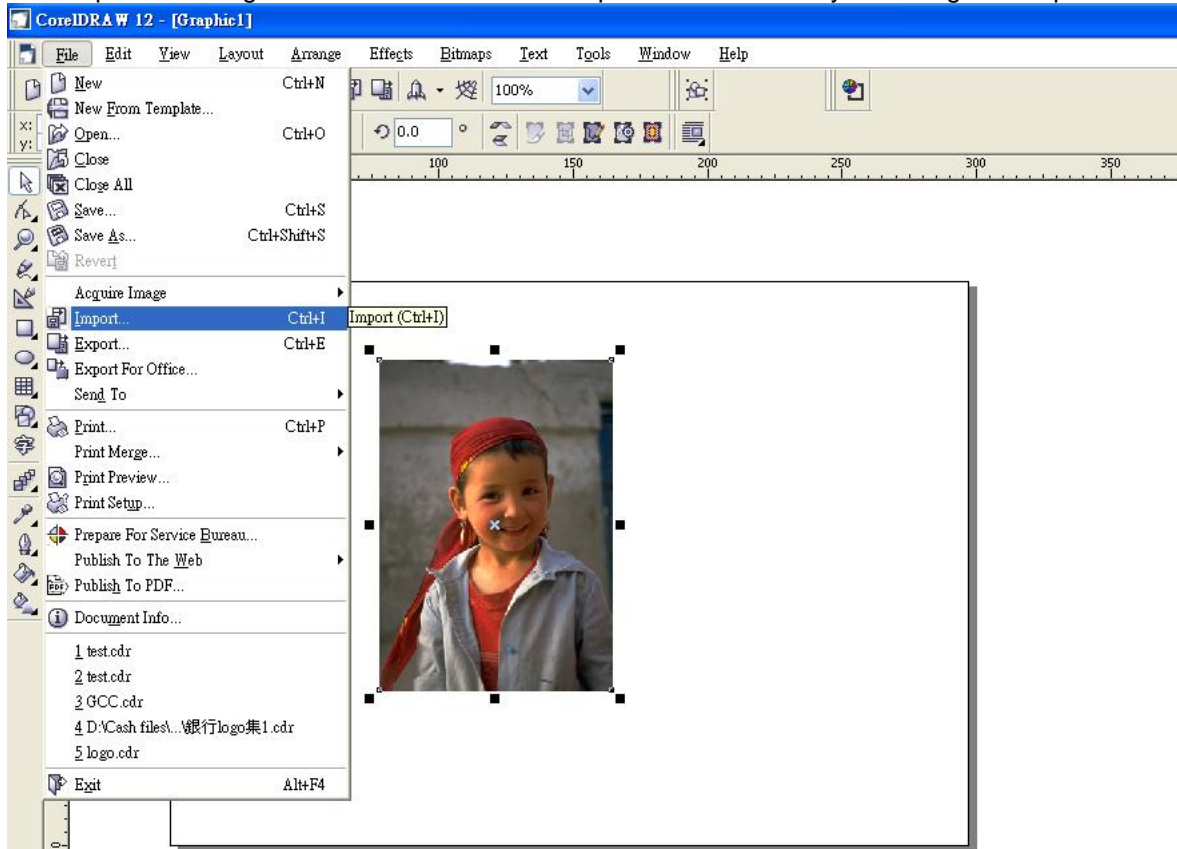 CorelDRAW 12 - [Graphic1]
File Edit View Layout Arrange Effects Bitmaps Text Tools Window Help
100%
x:
y:
0.0 °
100 150 200 250 300 350
New Ctrl+N
New From Template...
Open... Ctrl+O
Close
Close All
Save... Ctrl+S
Save As... Ctrl+Shift+S
Revert
Acquire Image
Import... Ctrl+I
Import (Ctrl+I)
Export... Ctrl+E
Export For Office...
Send To
Print... Ctrl+P
Print Merge...
Print Preview...
Print Setup...
Prepare For Service Bureau...
Publish To The Web
PDF Publish To PDF...
Document Info...
1 test.cdr
2 test.cdr
3 GCC.cdr
4 D:\Cash files\...\銀行logo集1.cdr
5 logo.cdr
Exit Alt+F4
字